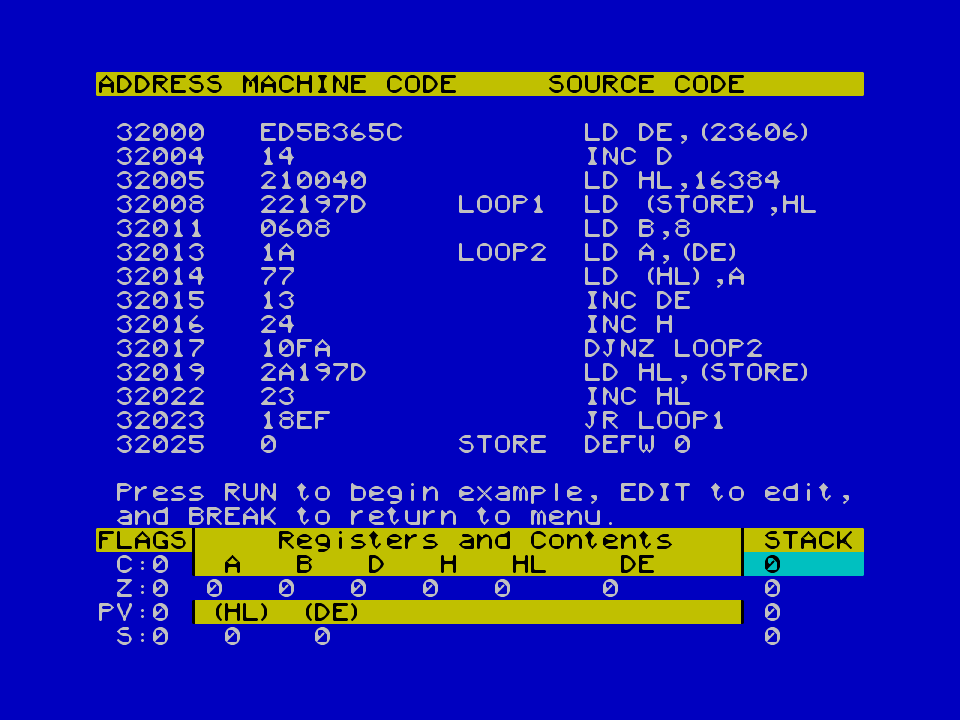 ADDRESS MACHINE CODE SOURCE CODE
32000 ED5B365C LD DE,(23606)
32004 14 INC D
32005 210040 LD HL,16384
32008 22197D LOOP1 LD (STORE),HL
32011 0608 LD B,8
32013 1A LOOP2 LD A,(DE)
32014 77 LD (HL),A
32015 13 INC DE
32016 24 INC H
32017 10FA DJNZ LOOP2
32019 2A197D LD HL,(STORE)
32022 23 INC HL
32023 18EF JR LOOP1
32025 0 STORE DEFW 0
Press RUN to begin example, EDIT to edit,
and BREAK to return to menu.
FLAGS Registers and Contents STACK
C:0 A B D H HL DE 0
Z:0 0 0 0 0 0 0 0
PV:0 (HL) (DE) 0
S:0 0 0 0